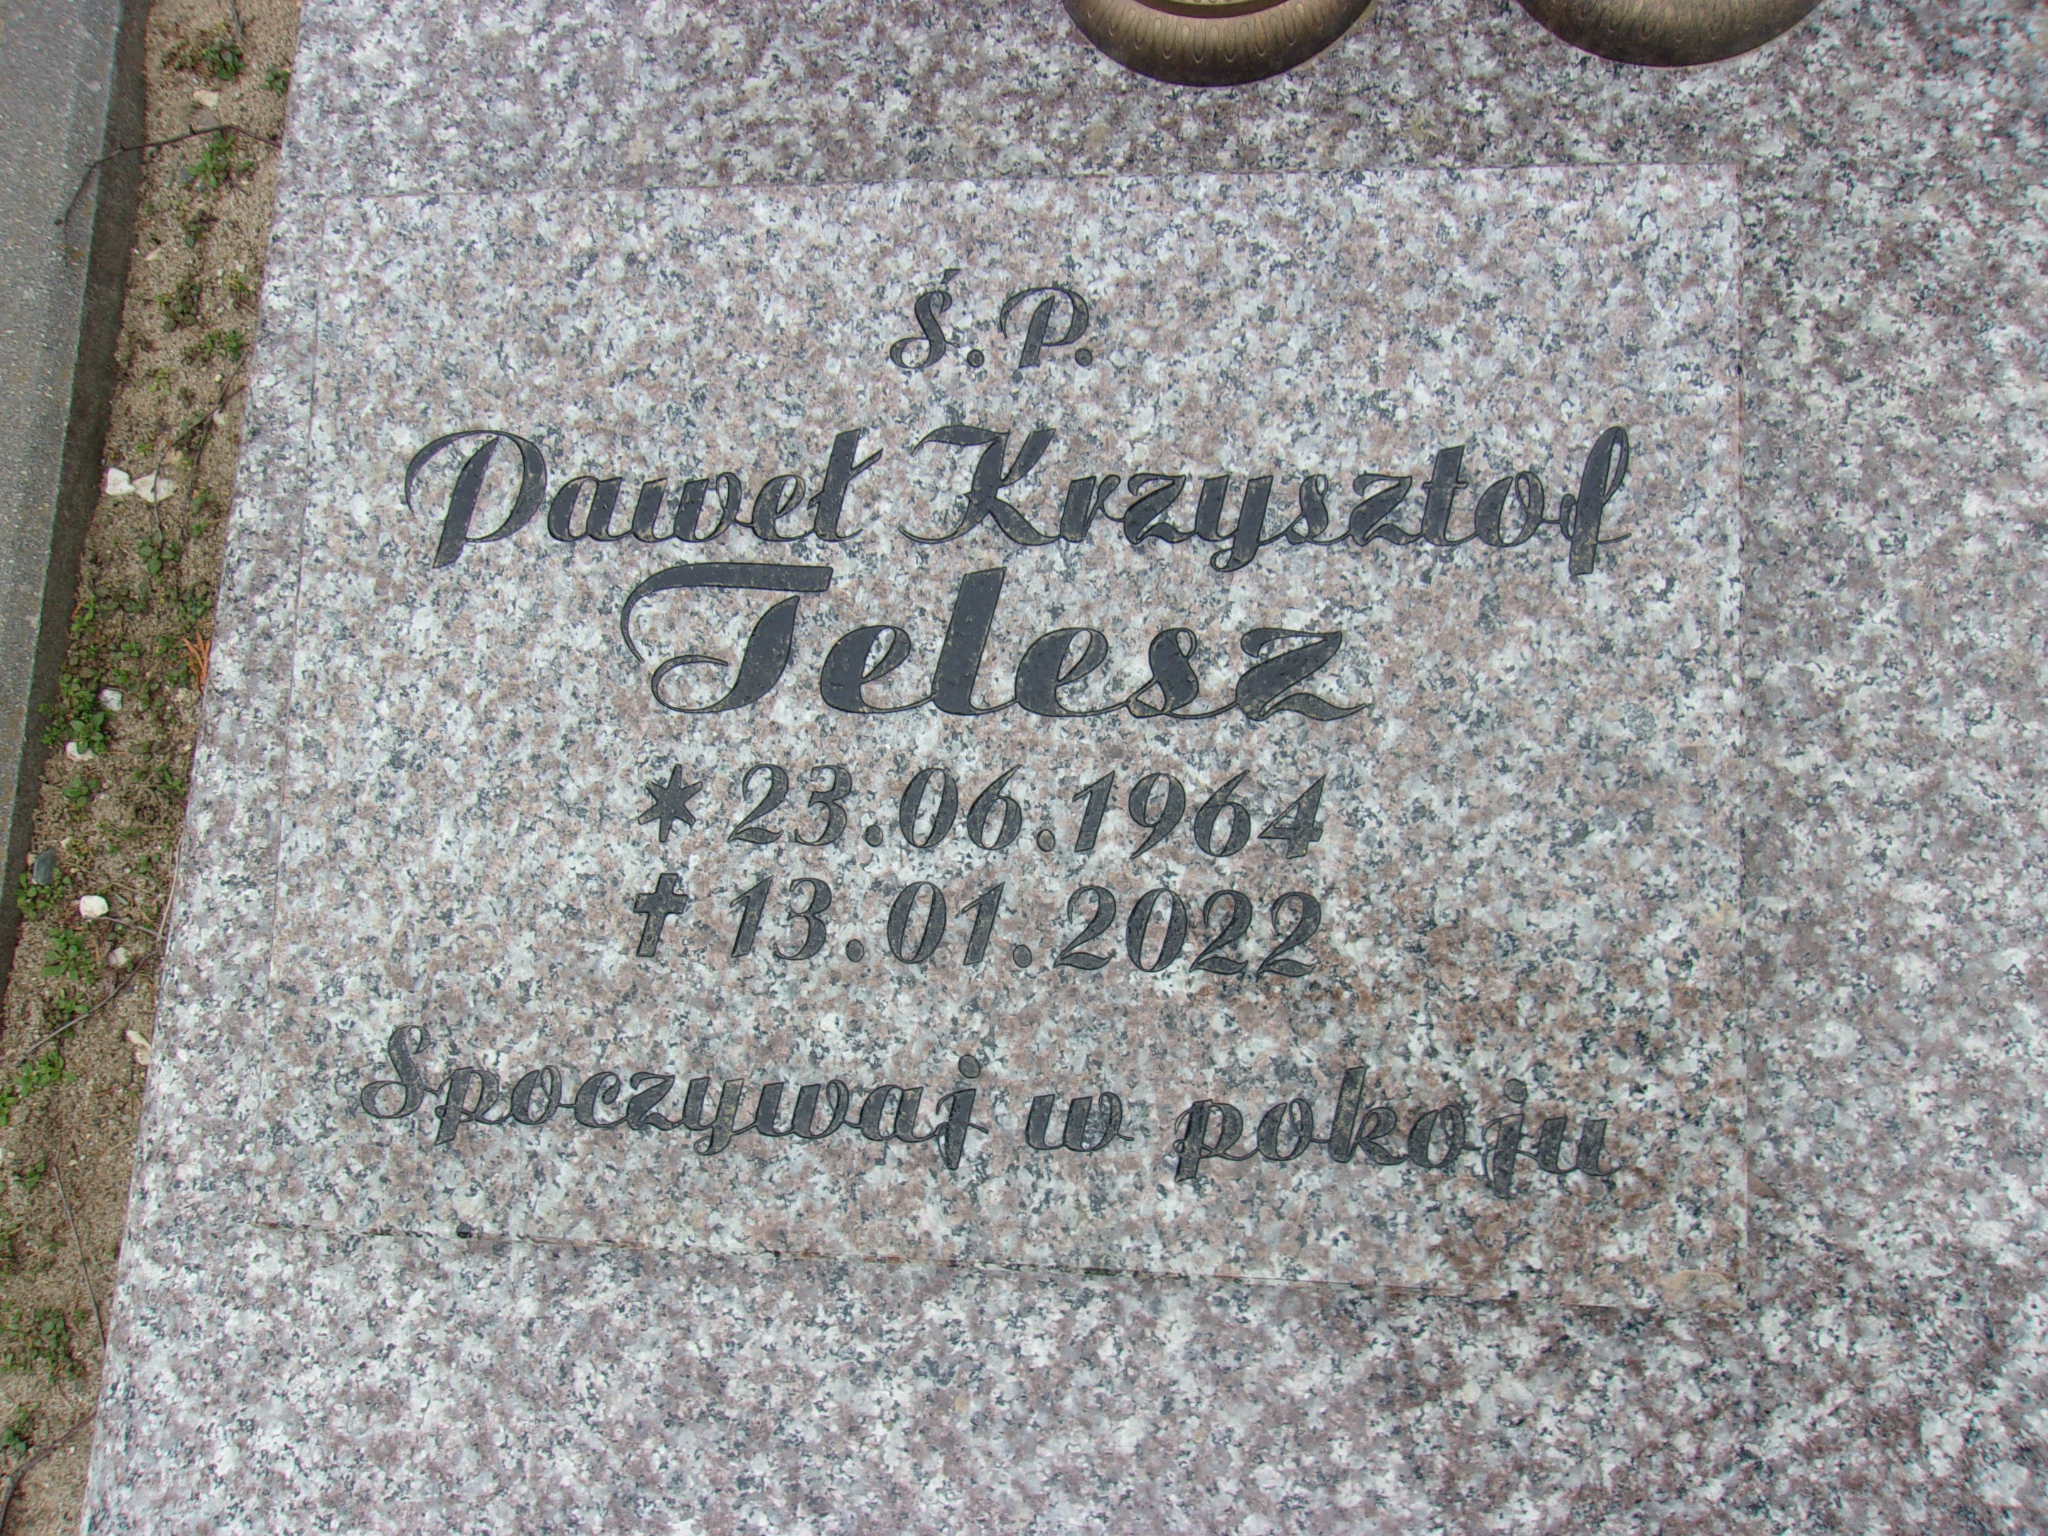 Ś.P.
Paweł Krzysztof
Telesz
* 23.06.1964
✝ 13.01.2022
Spoczywaj w pokoju